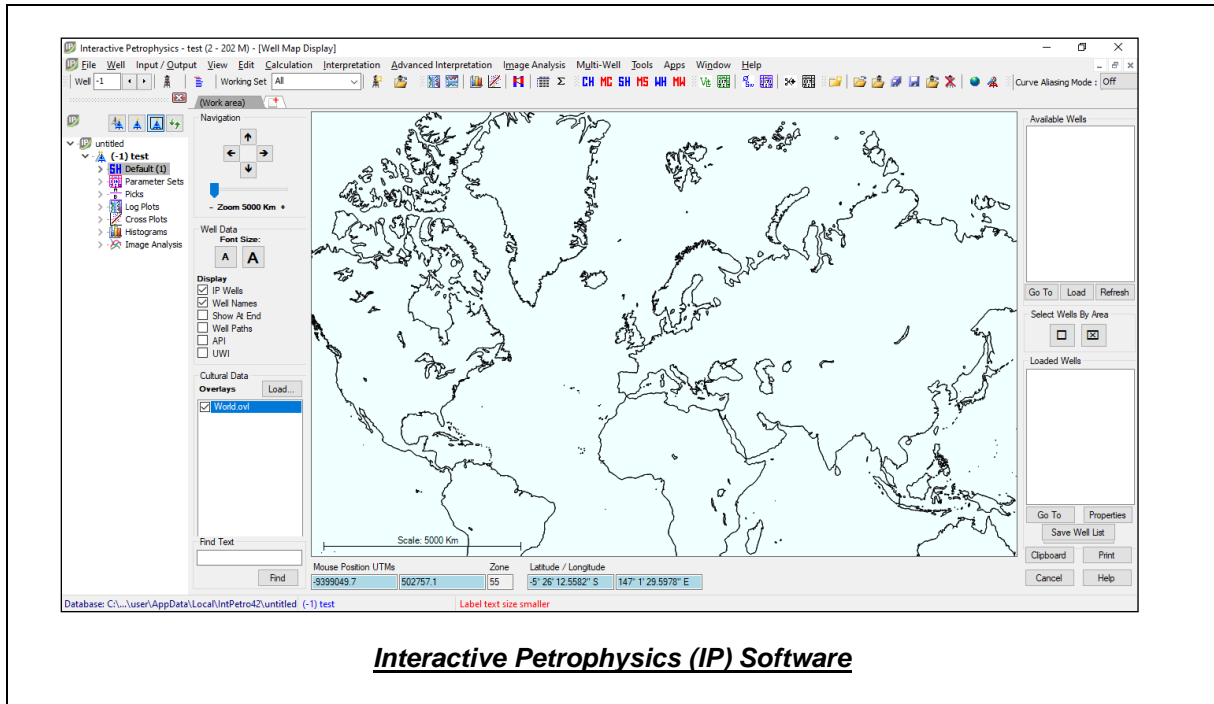 Interactive Petrophysics - test (2 - 202 M) - [Well Map Display]
File Well Input / Output View Edit Calculation Interpretation Advanced Interpretation Image Analysis Multi-Well Tools Apps Window Help
Well -1 Working Set All Σ CH MC SH MS WH MW Curve Aliasing Mode : Off
(Work area)
Navigation
- Zoom 5000 Km +
Well Data
Font Size:
A A
Display
IP Wells
Well Names
Show At End
Well Paths
API
UWI
Cultural Data
Overlays Load...
World.ovl
Find Text
Find
untitled
(-1) test
SH Default (1)
Parameter Sets
Picks
Log Plots
Cross Plots
Histograms
Image Analysis
Scale: 5000 Km
Mouse Position UTMs Zone Latitude / Longitude
-9399049.7 502757.1 55 -5° 26' 12.5582" S 147° 1' 29.5978" E
Available Wells
Go To Load Refresh
Select Wells By Area
Loaded Wells
Go To Properties
Save Well List
Clipboard Print
Cancel Help
Database: C:\...\user\AppData\Local\IntPetro42\untitled (-1) test Label text size smaller
Interactive Petrophysics (IP) Software